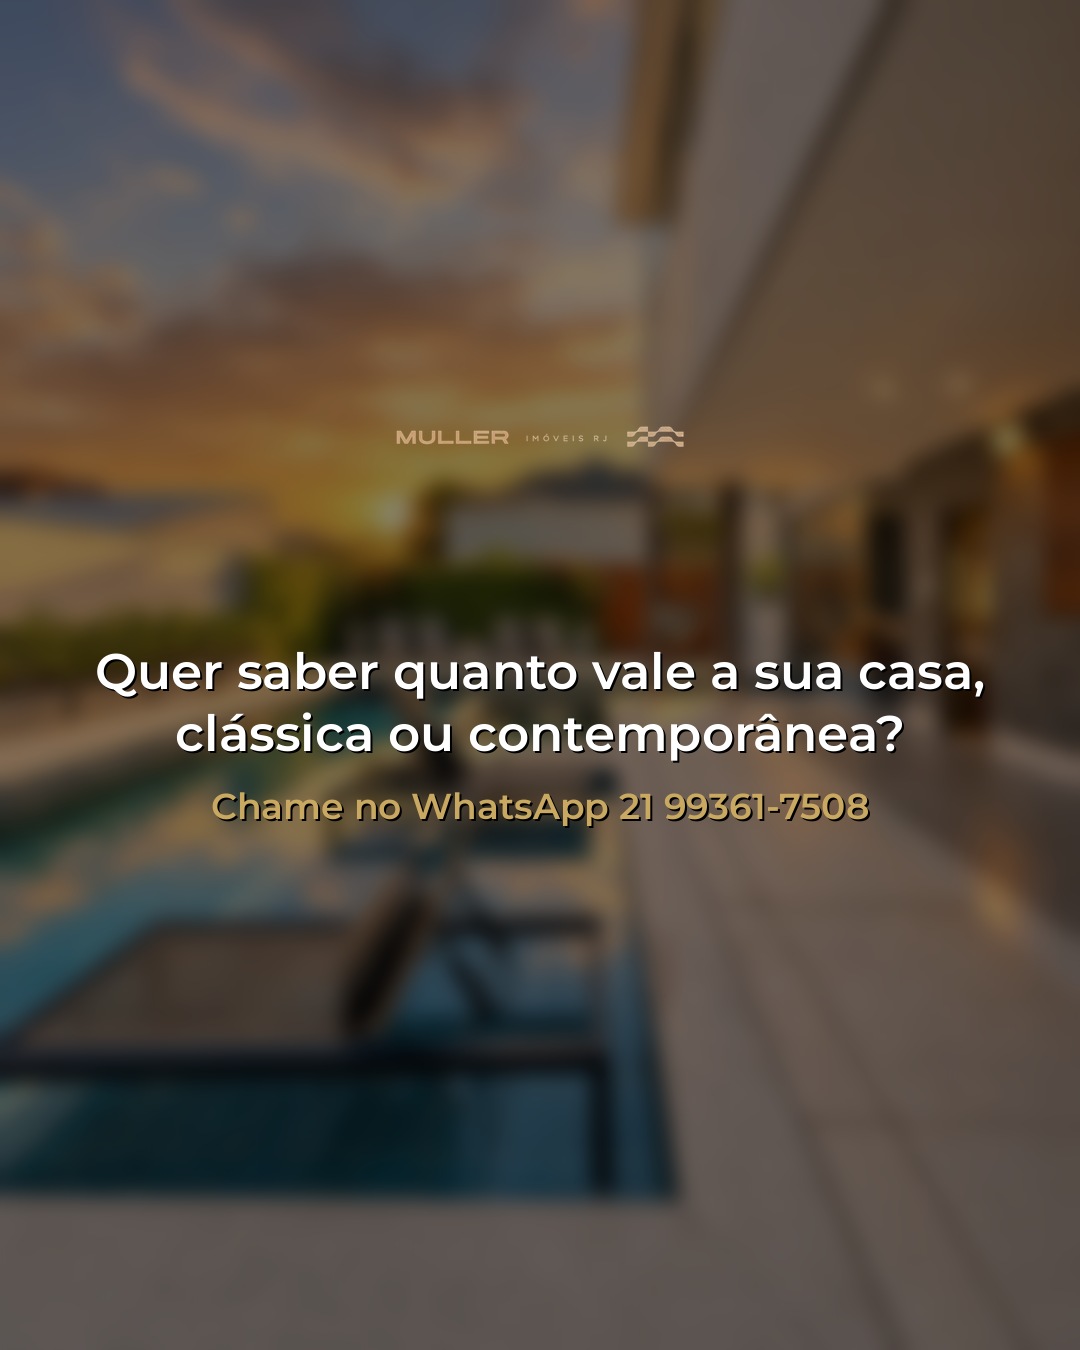 MULLER IMÓVEIS RJ
Quer saber quanto vale a sua casa,
clássica ou contemporânea?
Chame no WhatsApp 21 99361-7508